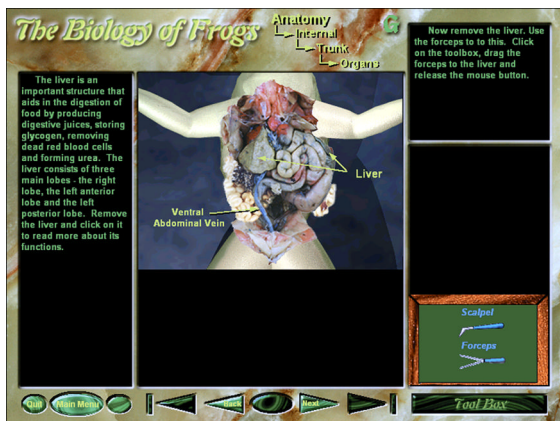 The Biology of Frogs
Anatomy
Internal
Trunk
Organs
G
Now remove the liver. Use
the forceps to to this. Click
on the toolbox, drag the
forceps to the liver and
release the mouse button.
The liver is an
important structure that
aids in the digestion of
food by producing
digestive juices, storing
glycogen, removing
dead red blood cells
and forming urea. The
liver consists of three
main lobes - the right
lobe, the left anterior
lobe and the left
posterior lobe. Remove
the liver and click on it
to read more about its
functions.
Liver
Ventral
Abdominal Vein
Scalpel
Forceps
Quit
Main Menu
Back
Next
Tool Box